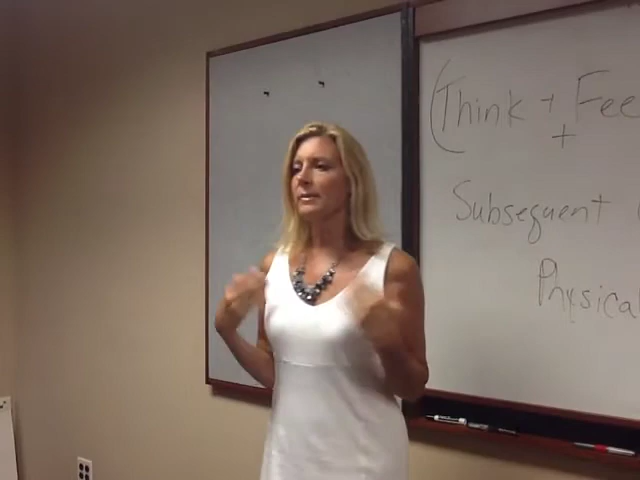 (Think + Fee
+
Subsequent
Physical